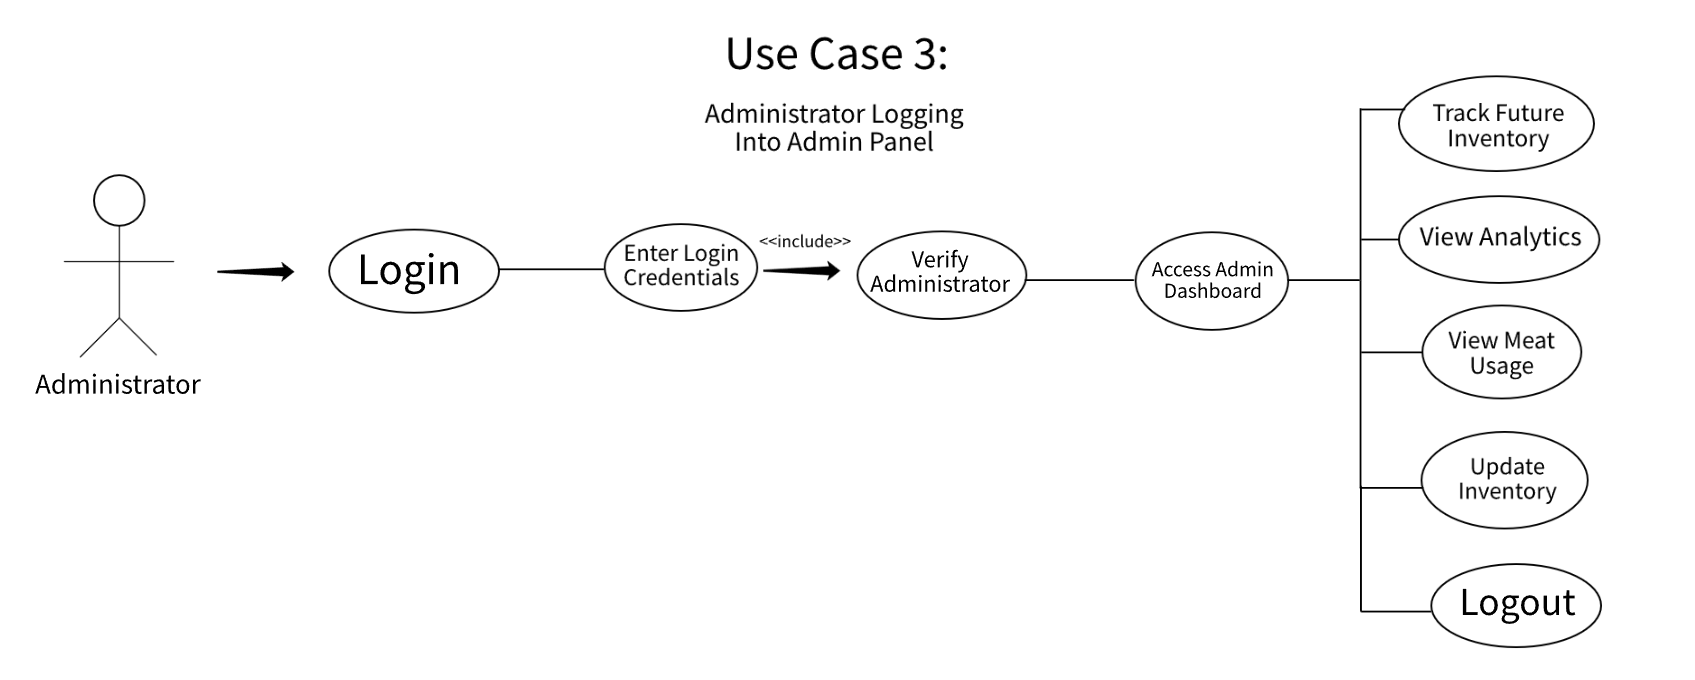 Use Case 3:
Administrator Logging
Into Admin Panel
Administrator
Login
Enter Login
Credentials
<<include>>
Verify
Administrator
Access Admin
Dashboard
Track Future
Inventory
View Analytics
View Meat
Usage
Update
Inventory
Logout